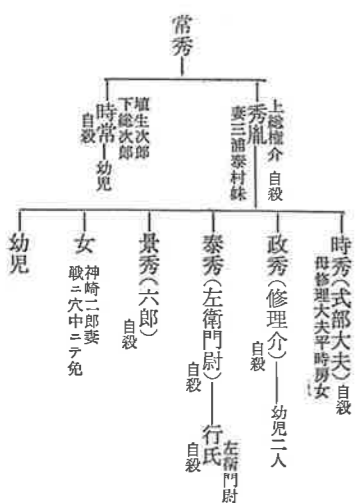 常秀
上総権介
秀胤
自殺
妻三浦泰村妹
埴生次郎
下総次郎
時常
自殺
幼児
時秀(式部大夫)
自殺
母修理大夫平時房女
政秀(修理介)
自殺
幼児二人
泰秀(左衛門尉)
自殺
行氏
左衛門尉
自殺
景秀(六郎)
自殺
女
神崎二郎妻
戦ニ穴中ニテ免
幼児